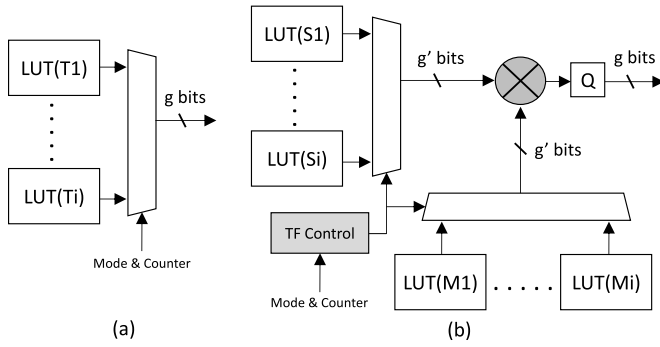 LUT(T1)
LUT(Ti)
g bits
Mode & Counter
(a)
LUT(S1)
LUT(Si)
g' bits
Q
g bits
g' bits
TF Control
Mode & Counter
LUT(M1)
LUT(Mi)
(b)